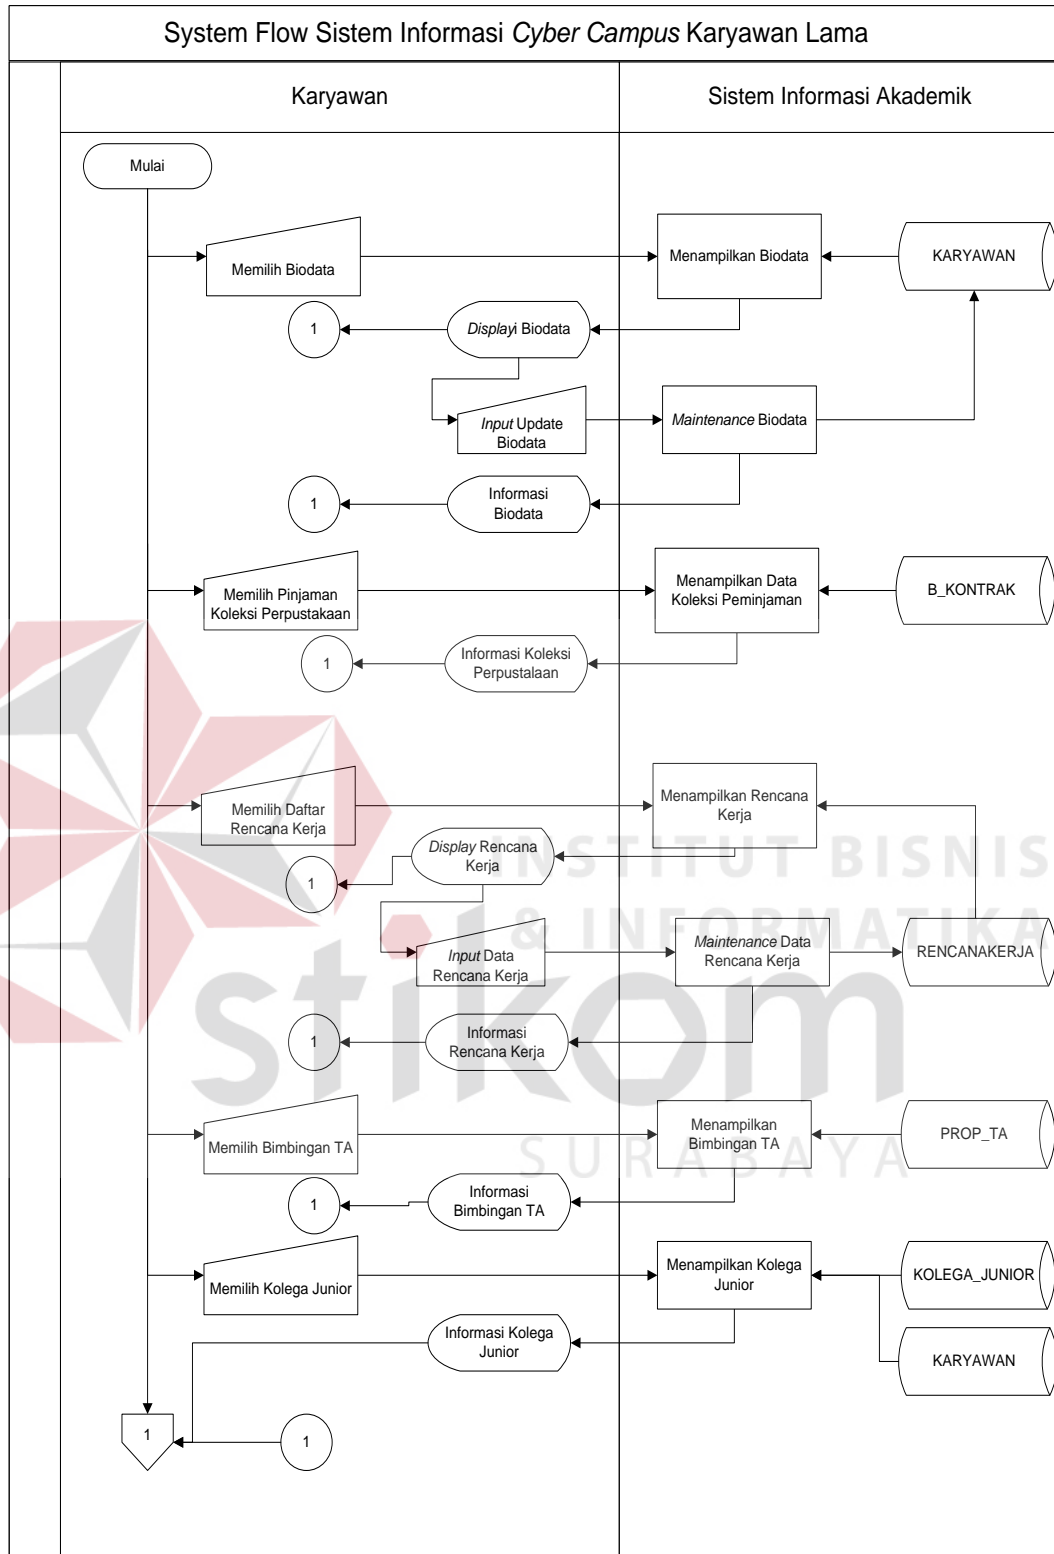 System Flow Sistem Informasi Cyber Campus Karyawan Lama
Karyawan
Sistem Informasi Akademik
Mulai
Memilih Biodata
Menampilkan Biodata
KARYAWAN
1
Displayi Biodata
Input Update
Biodata
Maintenance Biodata
1
Informasi
Biodata
Memilih Pinjaman
Koleksi Perpustakaan
Menampilkan Data
Koleksi Peminjaman
B_KONTRAK
1
Informasi Koleksi
Perpustalaan
Memilih Daftar
Rencana Kerja
Menampilkan Rencana
Kerja
1
Display Rencana
Kerja
INSTITUT BISNIS
& INFORMATIKA
Input Data
Rencana Kerja
Maintenance Data
Rencana Kerja
RENCANAKERJA
stikom
1
Informasi
Rencana Kerja
Memilih Bimbingan TA
Menampilkan
Bimbingan TA
PROP_TA
SURABAYA
1
Informasi
Bimbingan TA
Memilih Kolega Junior
Menampilkan Kolega
Junior
KOLEGA_JUNIOR
Informasi Kolega
Junior
KARYAWAN
1
1